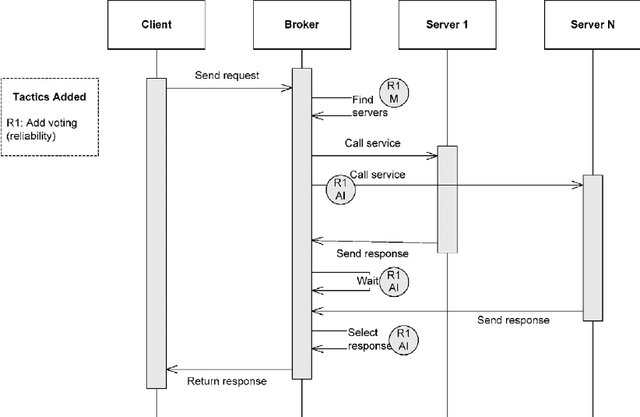 Client
Broker
Server 1
Server N
Tactics Added
R1: Add voting
(reliability)
Send request
R1
M
Find
servers
Call service
Call service
R1
AI
Send response
Wait
R1
AI
Send response
Select
response
R1
AI
Return response